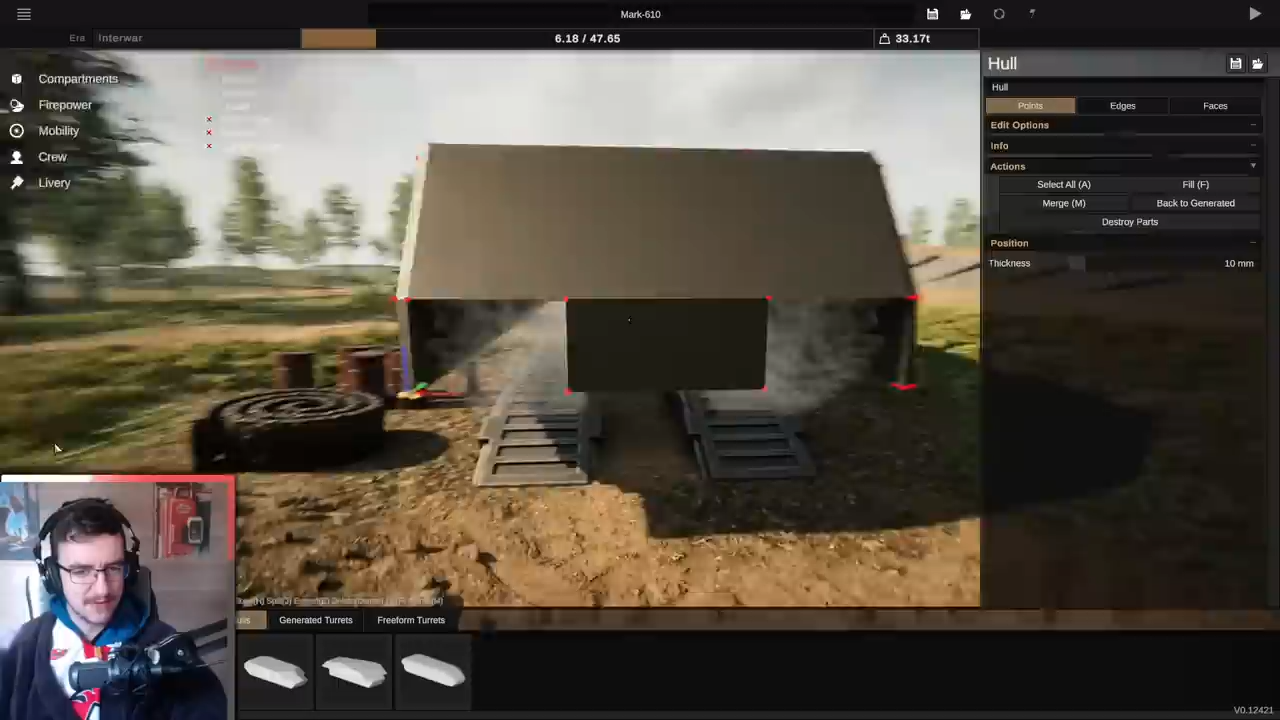 Mark-610
Era Interwar
6.18 / 47.65
33.17t
Compartments
Firepower
Mobility
Crew
Livery
Hull
Hull
Points Edges Faces
Edit Options
Info
Actions
Select All (A) Fill (F)
Merge (M) Back to Generated
Destroy Parts
Position
Thickness 10 mm
Generated Turrets Freeform Turrets
V0.12421